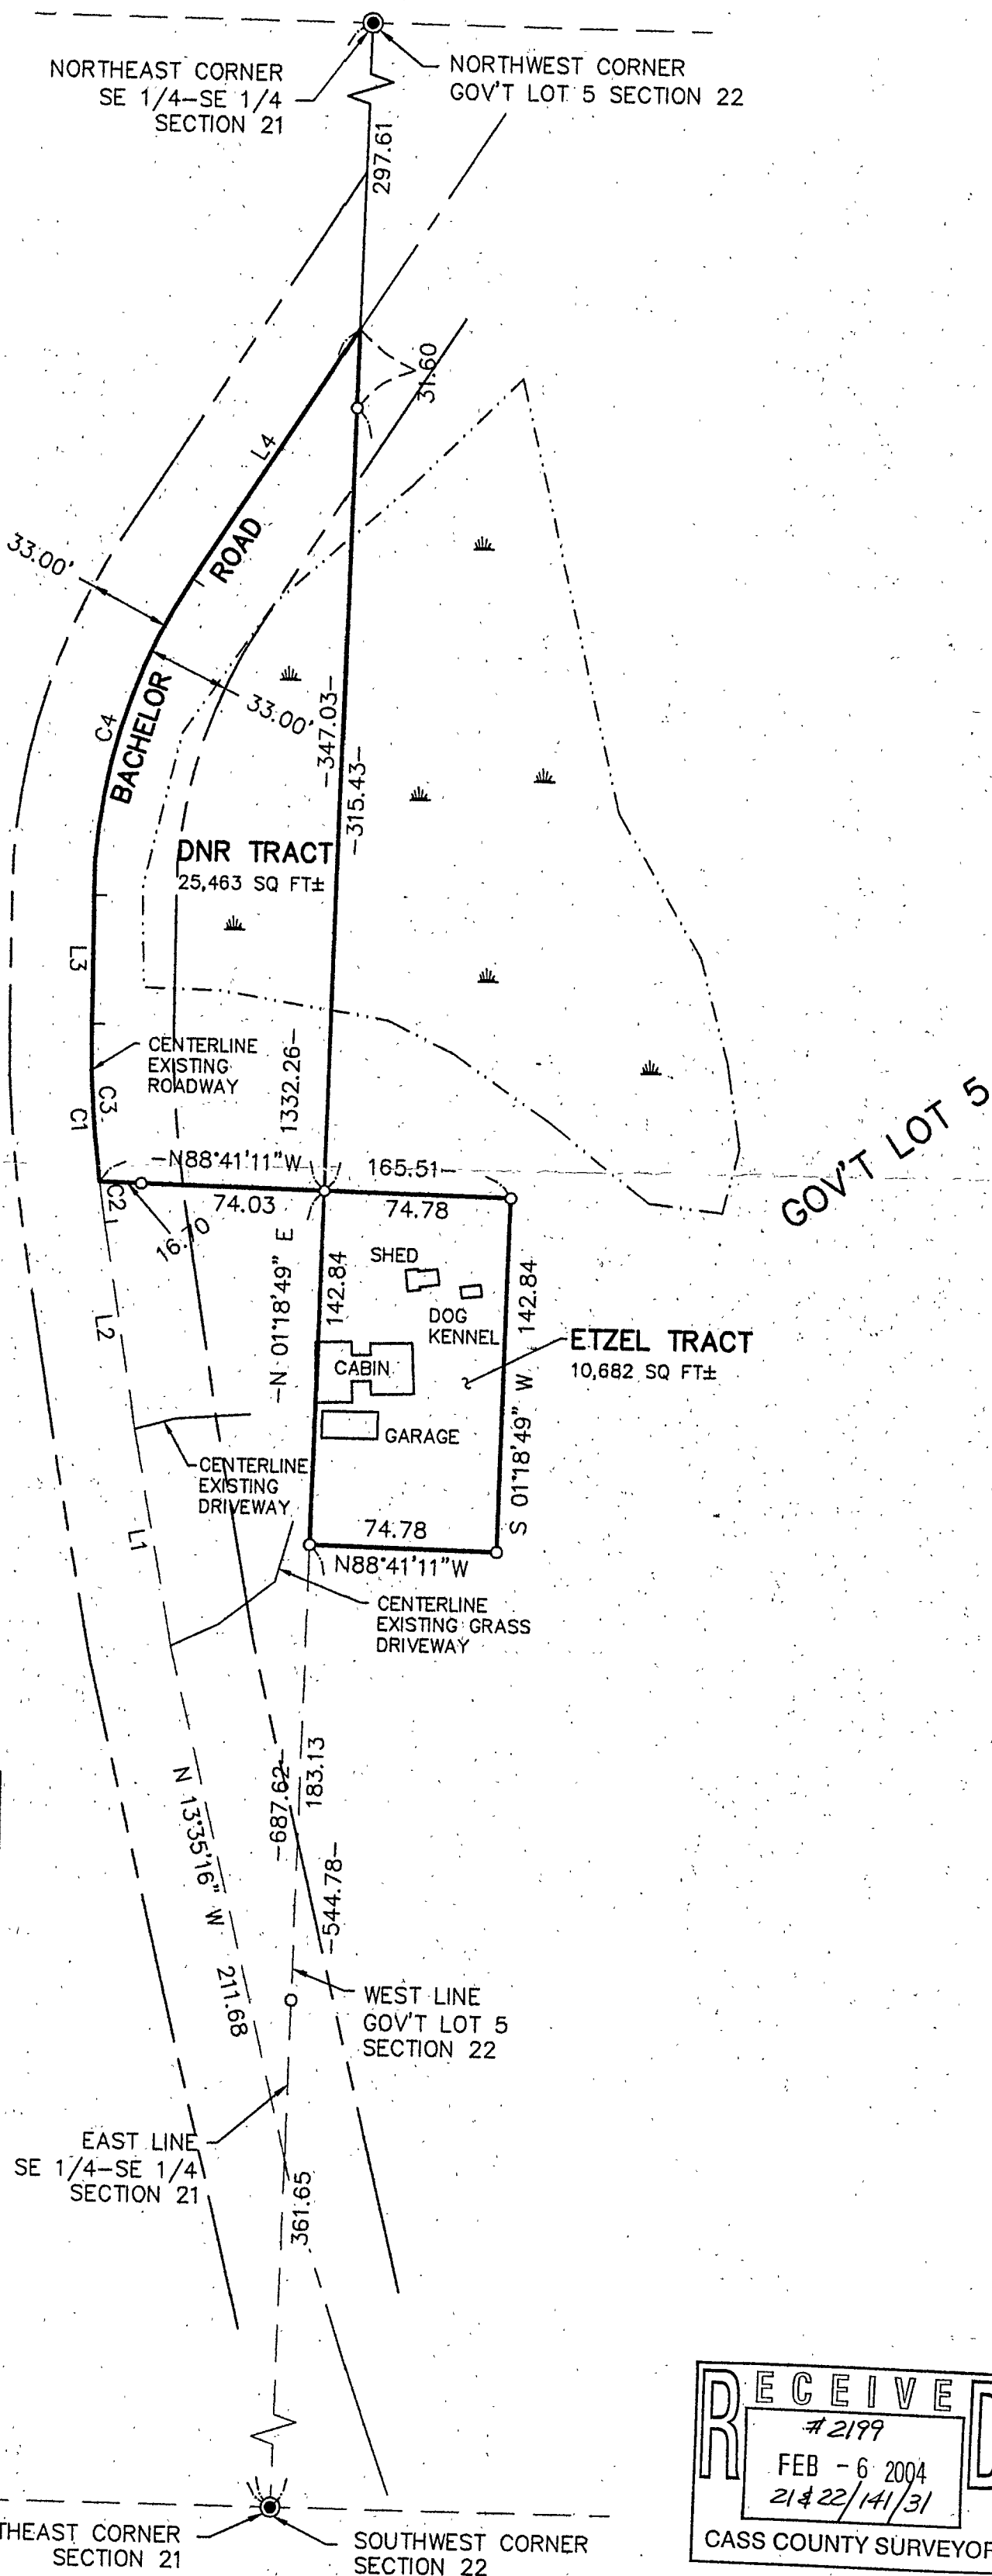 NORTHEAST CORNER
SE 1/4-SE 1/4
SECTION 21
NORTHWEST CORNER
GOV'T LOT 5 SECTION 22
297.61
31.60
L4
33.00'
BACHELOR ROAD
33.00'
C4
-347.03-
-315.43-
DNR TRACT
25,463 SQ FT±
L3
CENTERLINE
EXISTING
ROADWAY
1332.26-
C3
C1
GOV'T LOT 5
-N88°41'11"W
165.51-
C2
16.70
74.03
74.78
-N 01°18'49" E
142.84
SHED
DOG
KENNEL
S 01°18'49" W 142.84
L2
CABIN
ETZEL TRACT
10,682 SQ FT±
GARAGE
CENTERLINE
EXISTING
DRIVEWAY
L1
74.78
N88°41'11"W
CENTERLINE
EXISTING GRASS
DRIVEWAY
N 13°35'16" W 211.68
-687.62-
183.13
-544.78-
WEST LINE
GOV'T LOT 5
SECTION 22
EAST LINE
SE 1/4-SE 1/4
SECTION 21
361.65
THEAST CORNER
SECTION 21
SOUTHWEST CORNER
SECTION 22
RECEIVED
#2199
FEB -6 2004
21&22/141/31
CASS COUNTY SURVEYOR